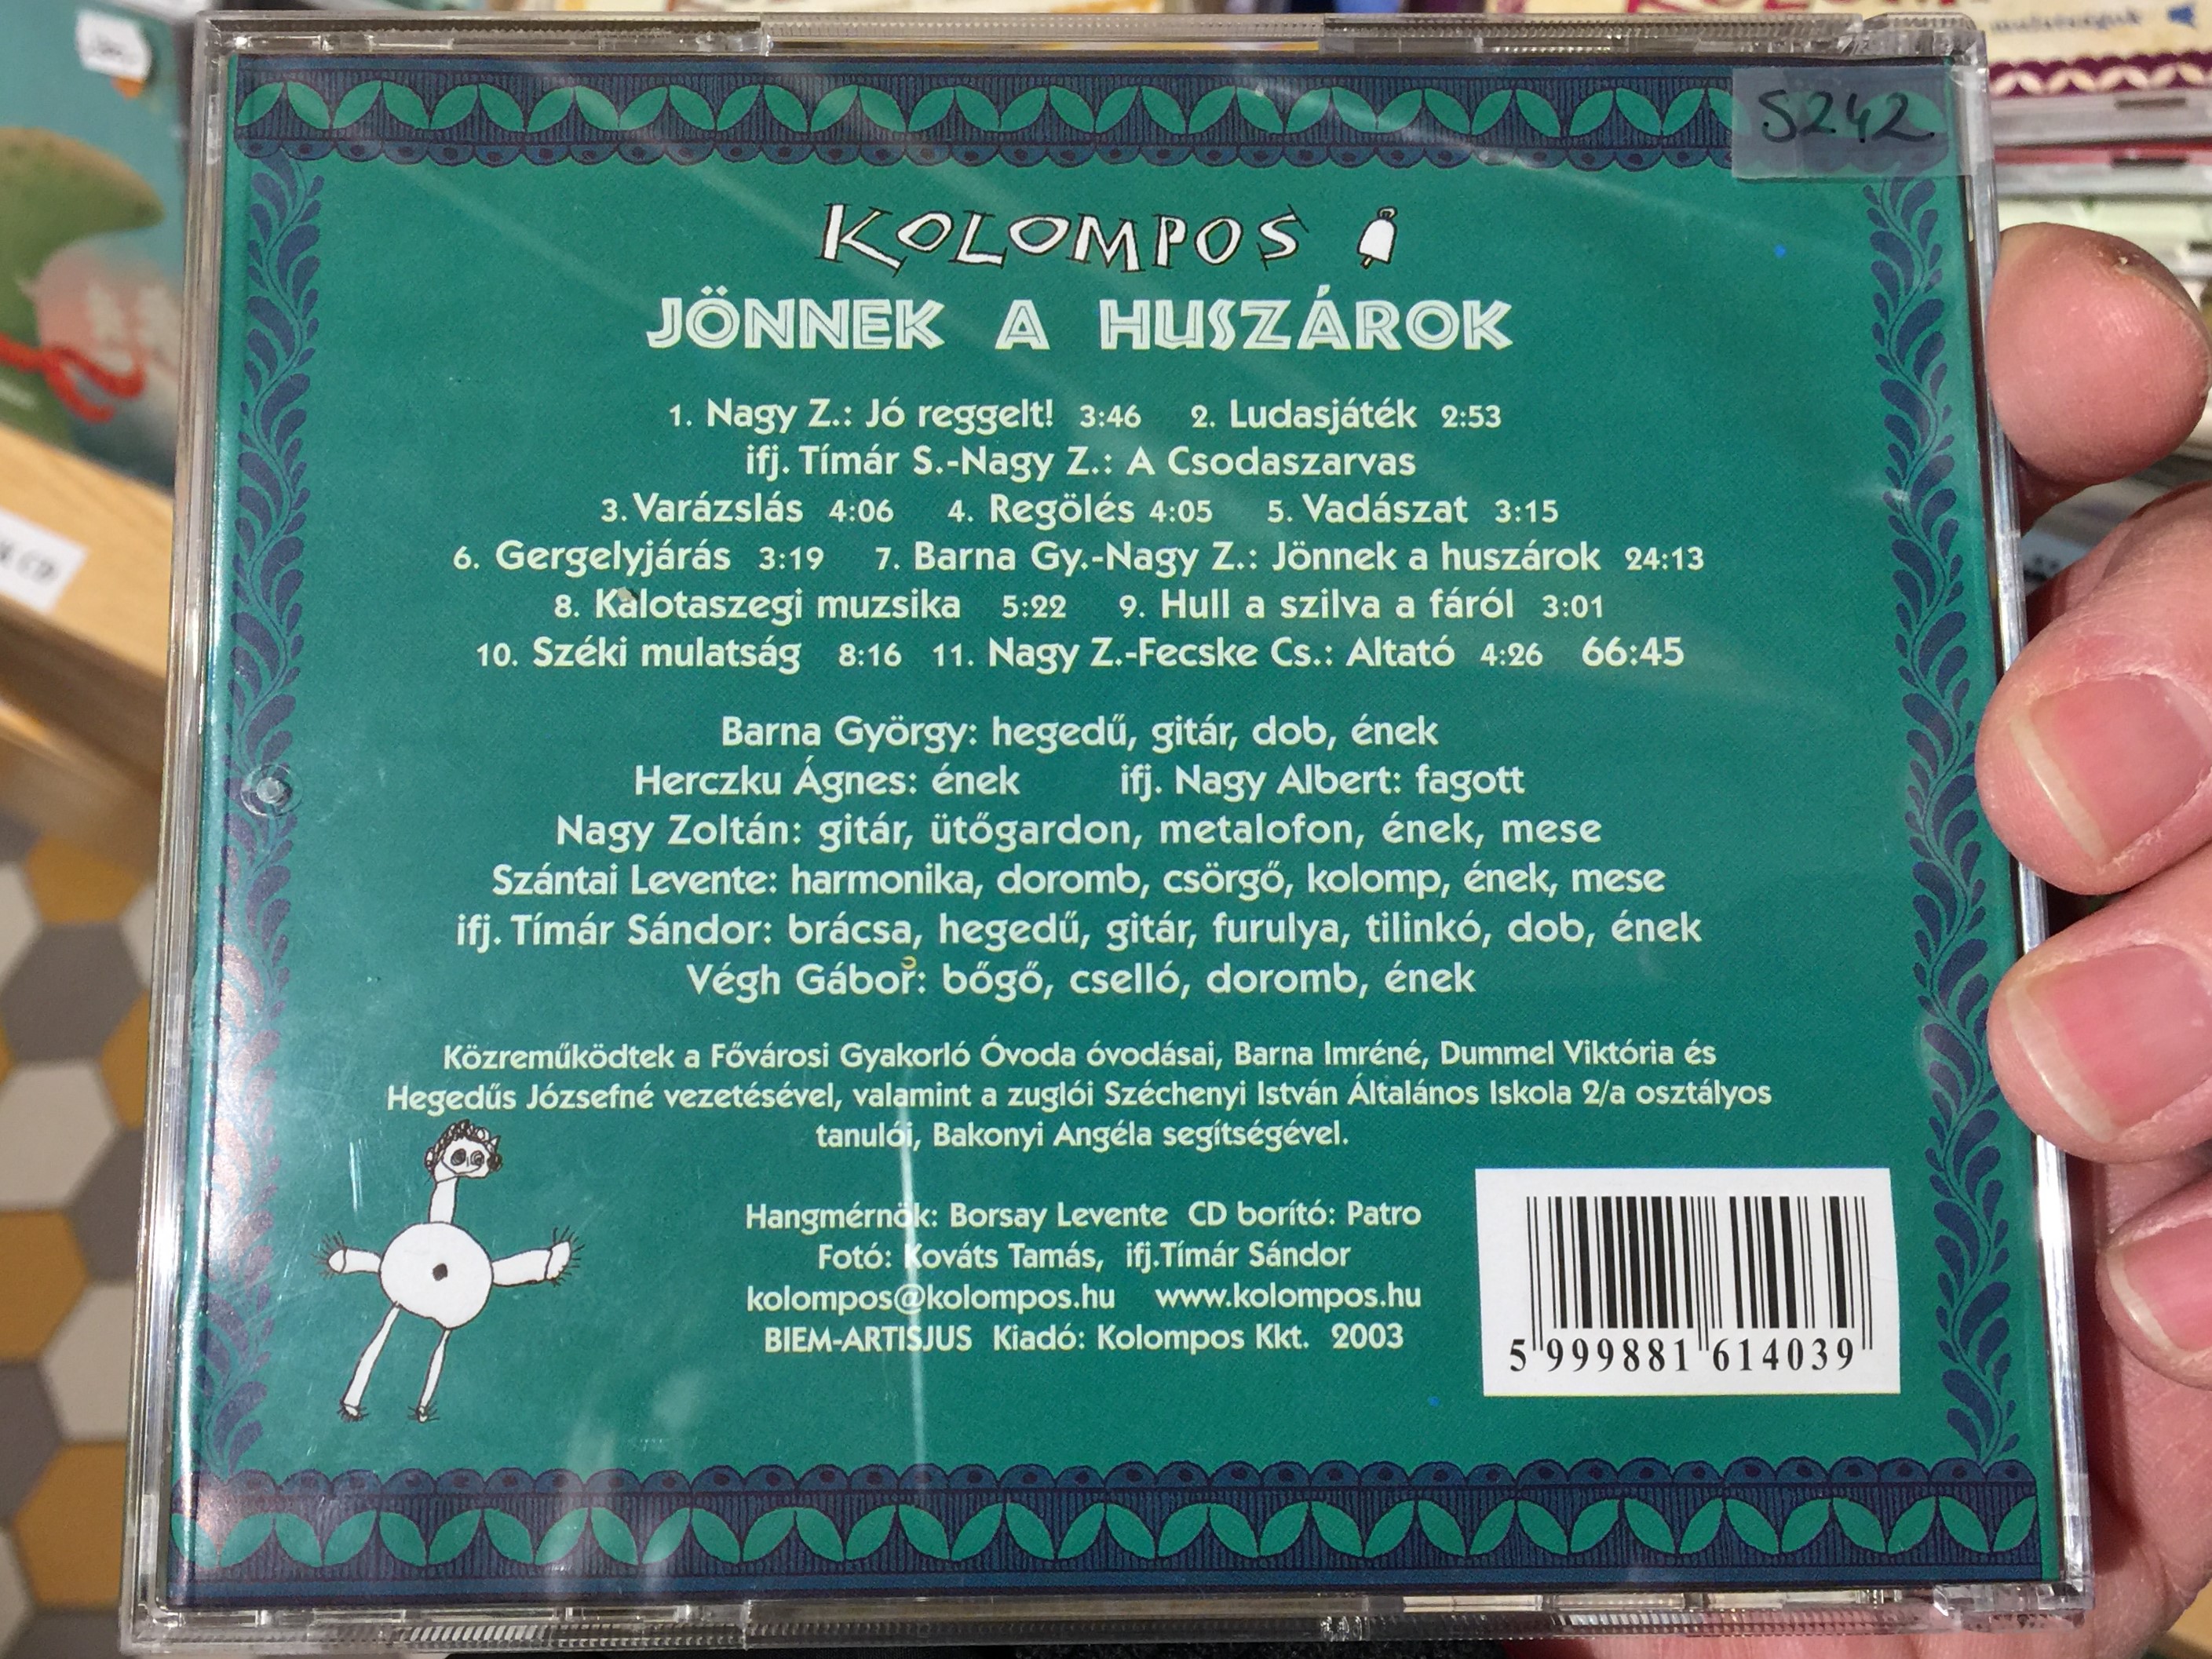 S242
KOLOMPOS
JÖNNEK A HUSZÁROK
1. Nagy Z.: Jó reggelt! 3:46 2. Ludasjáték 2:53
ifj. Tímár S.-Nagy Z.: A Csodaszarvas
3. Varázslás 4:06 4. Regölés 4:05 5. Vadászat 3:15
6. Gergelyjárás 3:19 7. Barna Gy.-Nagy Z.: Jönnek a huszárok 24:13
8. Kalotaszegi muzsika 5:22 9. Hull a szilva a fáról 3:01
10. Széki mulatság 8:16 11. Nagy Z.-Fecske Cs.: Altató 4:26 66:45
Barna György: hegedű, gitár, dob, ének
Herczku Ágnes: ének ifj. Nagy Albert: fagott
Nagy Zoltán: gitár, ütőgardon, metalofon, ének, mese
Szántai Levente: harmonika, doromb, csörgő, kolomp, ének, mese
ifj. Tímár Sándor: brácsa, hegedű, gitár, furulya, tilinkó, dob, ének
Végh Gábor: bőgő, cselló, doromb, ének
Közreműködtek a Fővárosi Gyakorló Óvoda óvodásai, Barna Imréné, Dummel Viktória és
Hegedűs Józsefné vezetésével, valamint a zuglói Széchenyi István Általános Iskola 2/a osztályos
tanulói, Bakonyi Angéla segítségével.
Hangmérnök: Borsay Levente CD borító: Patro
Fotó: Kováts Tamás, ifj.Tímár Sándor
kolompos@kolompos.hu www.kolompos.hu
BIEM-ARTISJUS Kiadó: Kolompos Kkt. 2003
5 999881 614039
CD